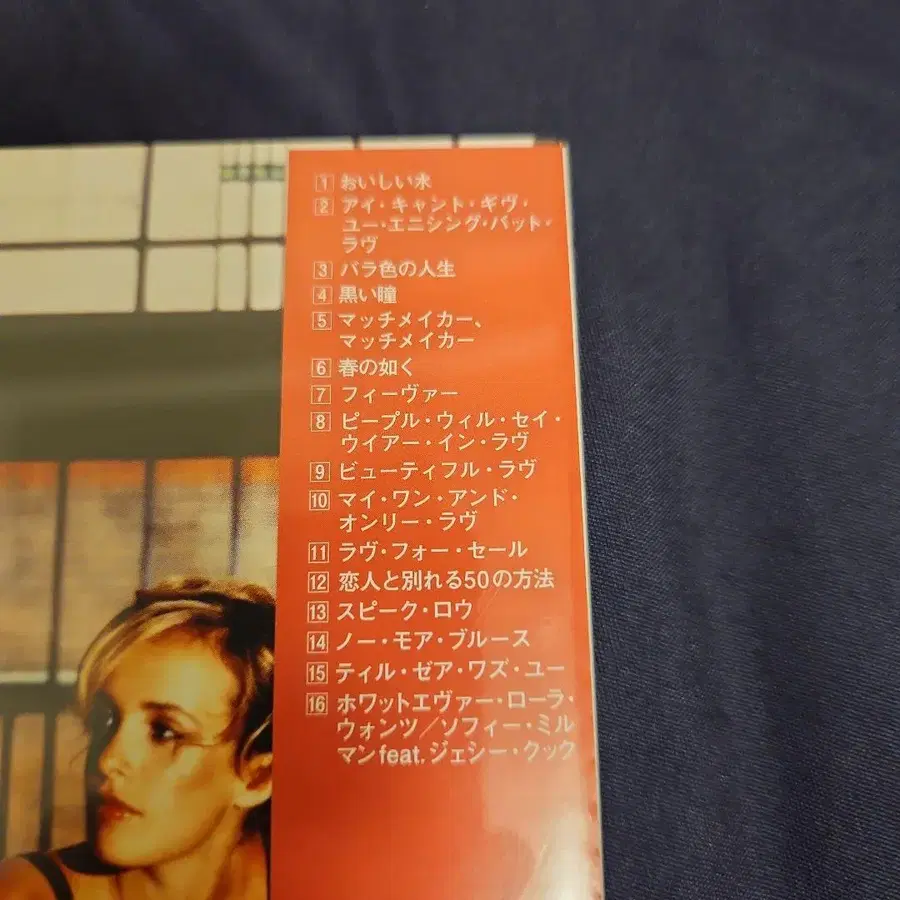 1 おいしい水
2 アイ・キャント・ギヴ・
ユー・エニシング・バット・
ラヴ
3 バラ色の人生
4 黒い瞳
5 マッチメイカー、
マッチメイカー
6 春の如く
7 フィーヴァー
8 ピープル・ウィル・セイ・
ウイアー・イン・ラヴ
9 ビューティフル・ラヴ
10 マイ・ワン・アンド・
オンリー・ラヴ
11 ラヴ・フォー・セール
12 恋人と別れる50の方法
13 スピーク・ロウ
14 ノー・モア・ブルース
15 ティル・ゼア・ワズ・ユー
16 ホワットエヴァー・ローラ・
ウォンツ／ソフィー・ミル
マンfeat.ジェシー・クック